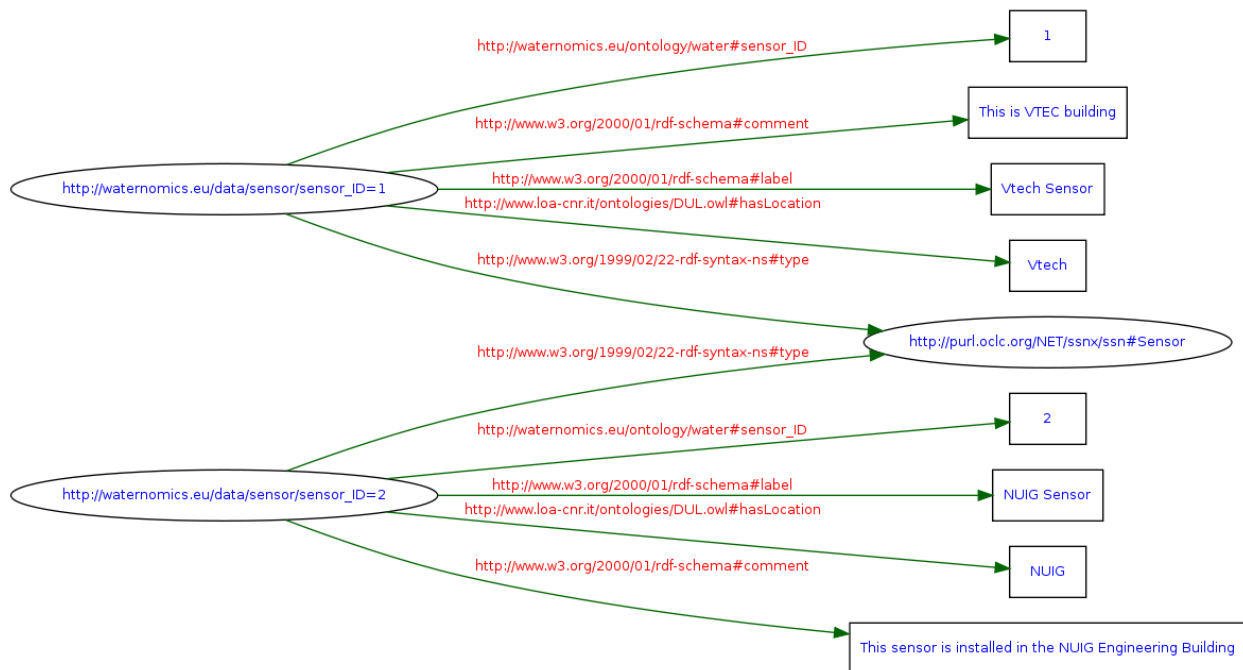 http://waternomics.eu/ontology/water#sensor_ID
1
http://www.w3.org/2000/01/rdf-schema#comment
This is VTEC building
http://waternomics.eu/data/sensor/sensor_ID=1
http://www.w3.org/2000/01/rdf-schema#label
Vtech Sensor
http://www.loa-cnr.it/ontologies/DUL.owl#hasLocation
Vtech
http://www.w3.org/1999/02/22-rdf-syntax-ns#type
http://purl.oclc.org/NET/ssnx/ssn#Sensor
http://www.w3.org/1999/02/22-rdf-syntax-ns#type
http://waternomics.eu/ontology/water#sensor_ID
2
http://waternomics.eu/data/sensor/sensor_ID=2
http://www.w3.org/2000/01/rdf-schema#label
NUIG Sensor
http://www.loa-cnr.it/ontologies/DUL.owl#hasLocation
NUIG
http://www.w3.org/2000/01/rdf-schema#comment
This sensor is installed in the NUIG Engineering Building